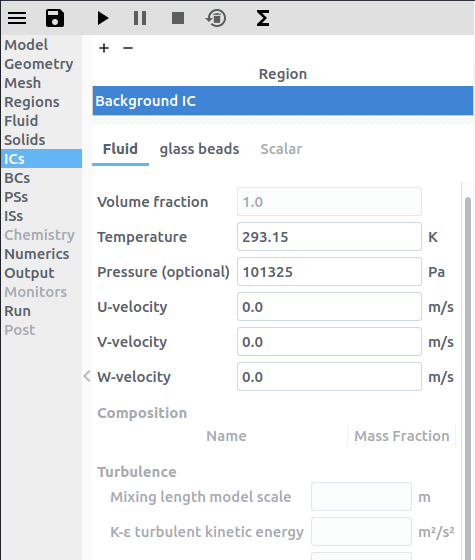 Model
Geometry
Mesh
Regions
Fluid
Solids
ICs
BCs
PSs
ISs
Chemistry
Numerics
Output
Monitors
Run
Post
Region
Background IC
Fluid glass beads Scalar
Volume fraction 1.0
Temperature 293.15 K
Pressure (optional) 101325 Pa
U-velocity 0.0 m/s
V-velocity 0.0 m/s
W-velocity 0.0 m/s
Composition
Name Mass Fraction
Turbulence
Mixing length model scale m
K-ε turbulent kinetic energy m²/s²